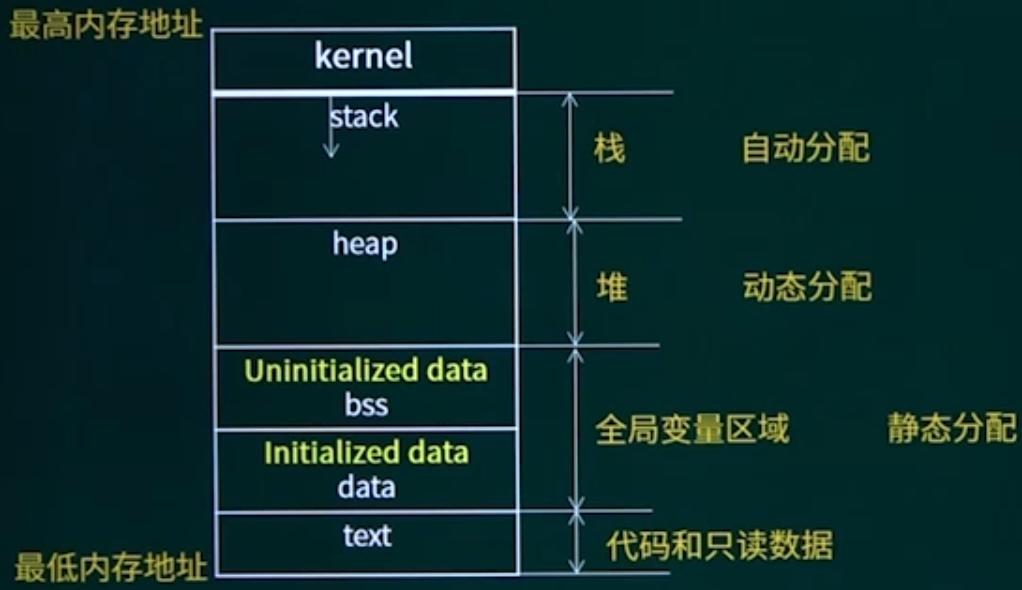 最高内存地址
kernel
stack
栈 自动分配
heap
堆 动态分配
Uninitialized data
bss
全局变量区域 静态分配
Initialized data
data
text
代码和只读数据
最低内存地址